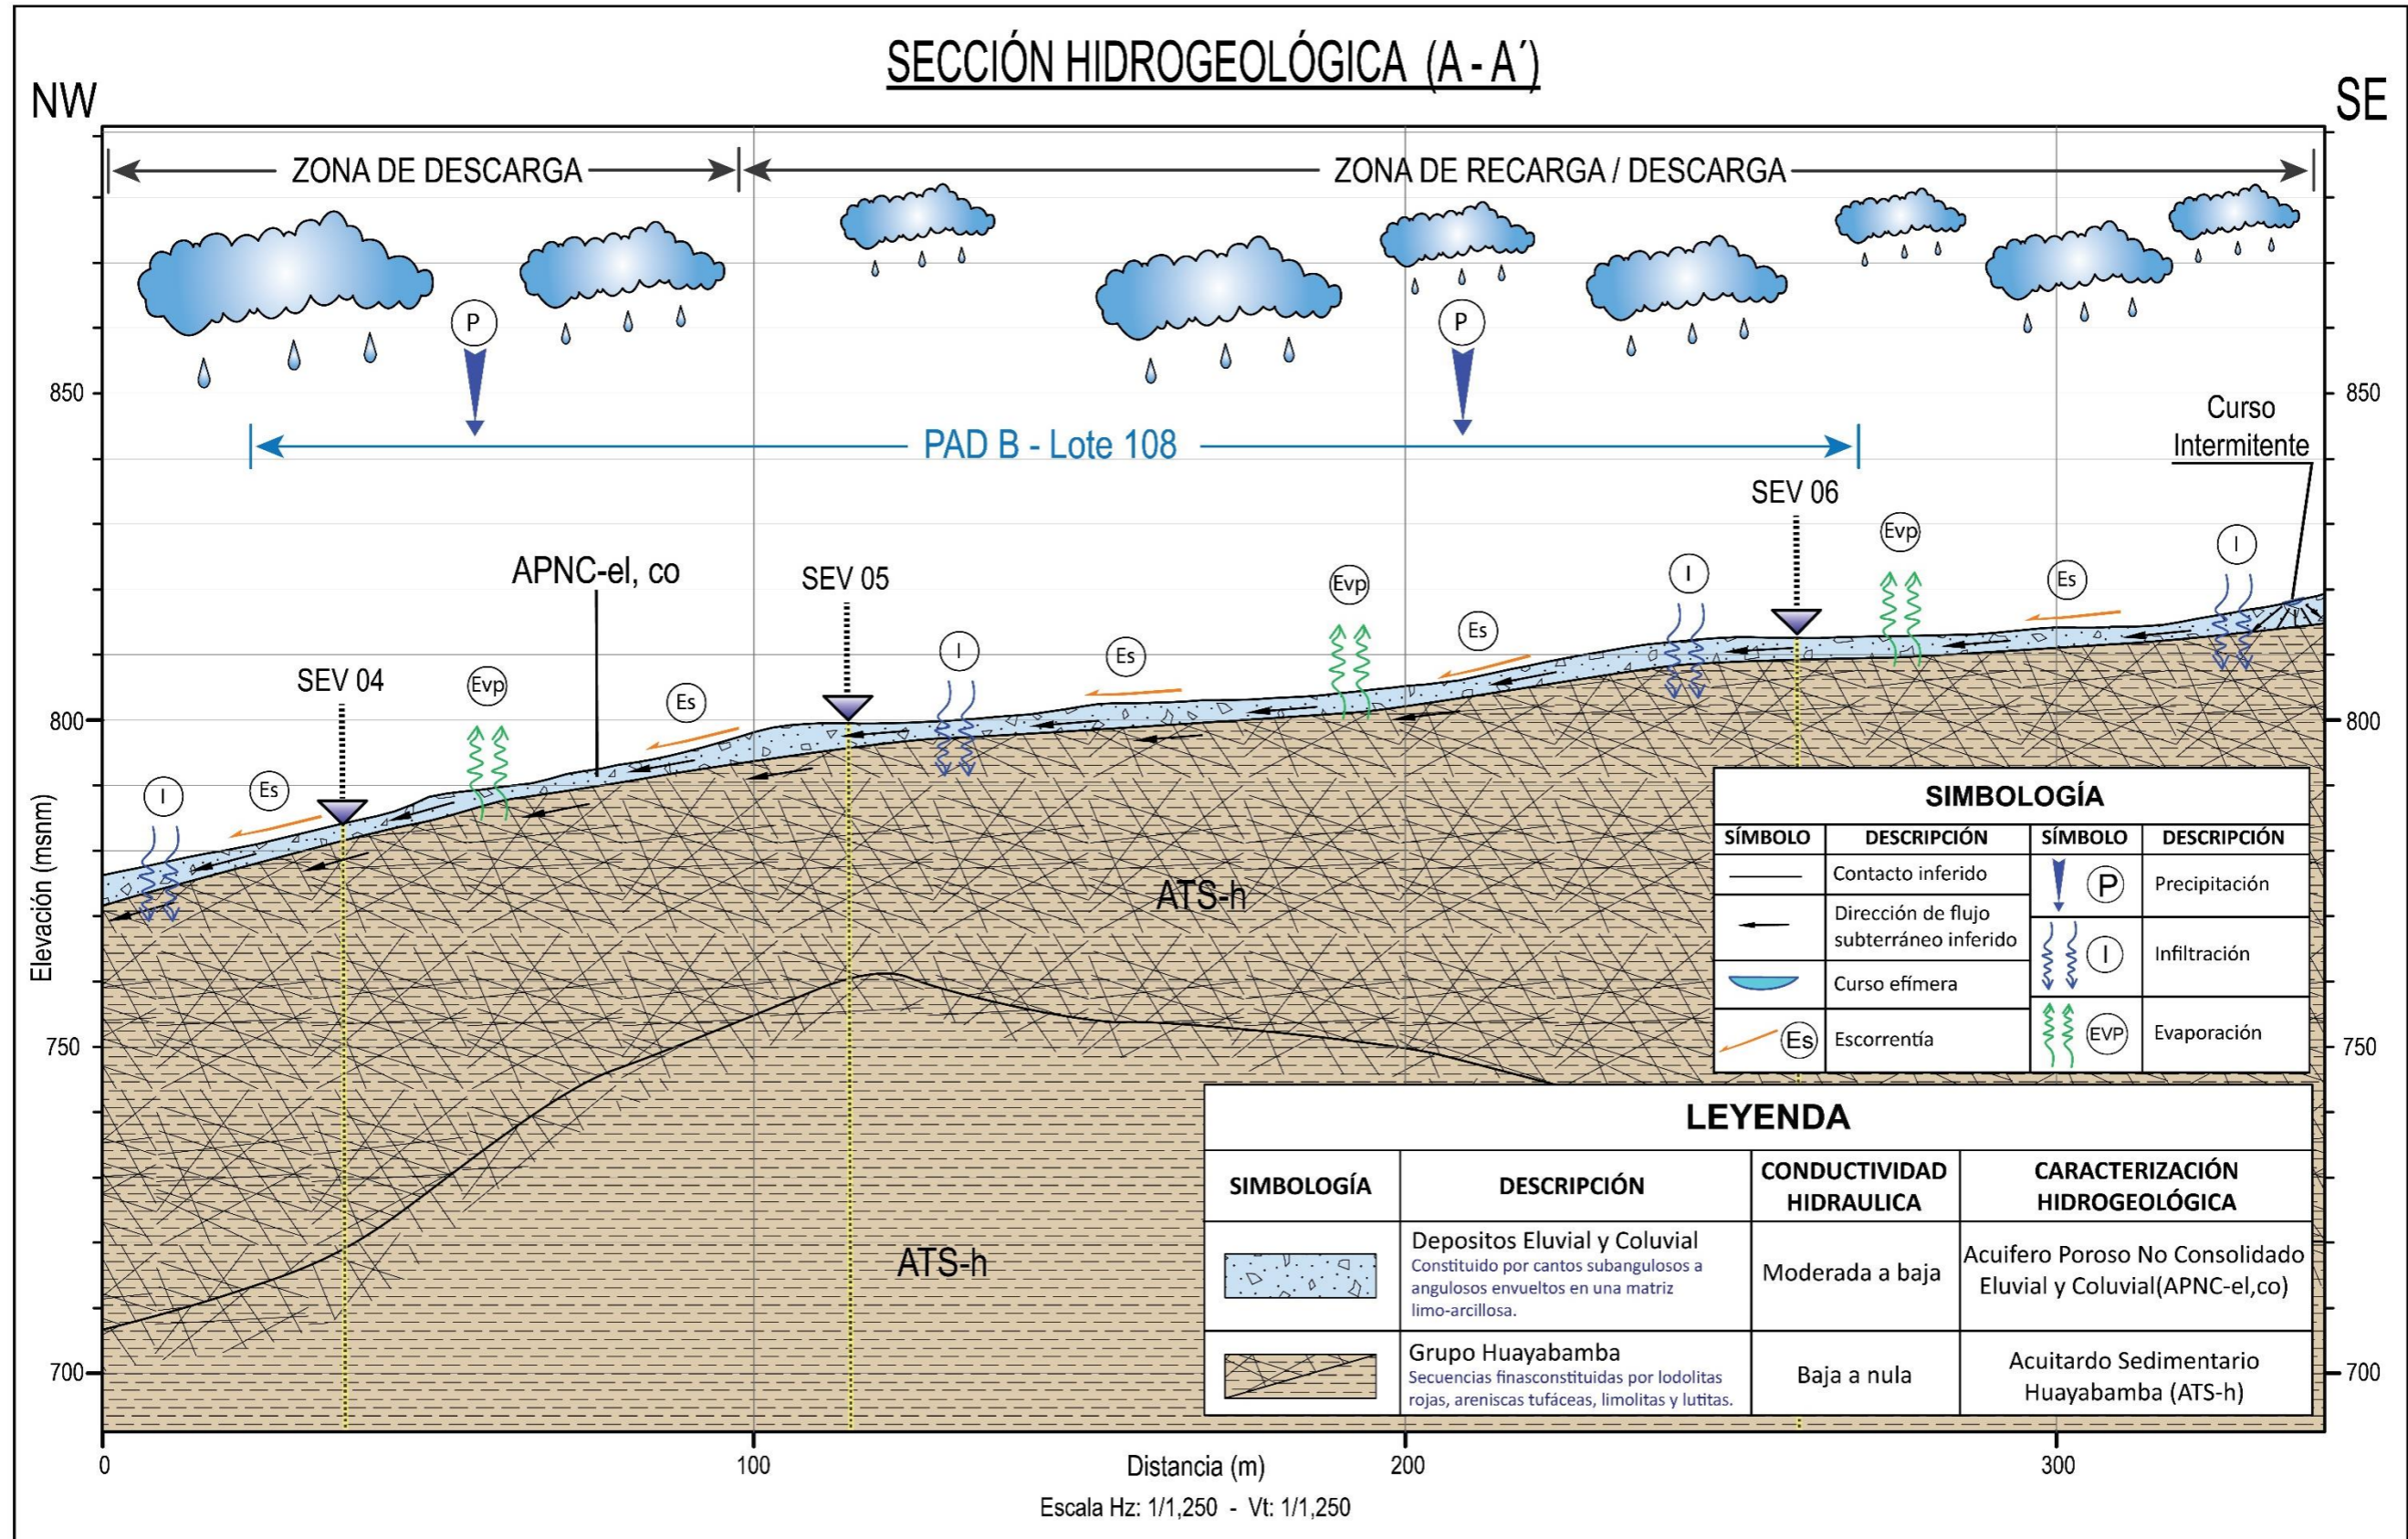 SECCIÓN HIDROGEOLÓGICA (A - A´)
NW
SE
ZONA DE DESCARGA
ZONA DE RECARGA / DESCARGA
P
P
850
850
PAD B - Lote 108
Curso
Intermitente
SEV 06
Evp
I
APNC-el, co
SEV 05
Evp
I
Es
Es
SEV 04
Evp
Es
I
Es
800
800
I
Es
Elevación (msnm)
ATS-h
750
750
ATS-h
700
700
SIMBOLOGÍA
SÍMBOLO DESCRIPCIÓN SÍMBOLO DESCRIPCIÓN
Contacto inferido
P Precipitación
Dirección de flujo
subterráneo inferido
I Infiltración
Curso efímera
Es Escorrentía
EVP Evaporación
LEYENDA
SIMBOLOGÍA
DESCRIPCIÓN
CONDUCTIVIDAD
HIDRAULICA
CARACTERIZACIÓN
HIDROGEOLÓGICA
Depositos Eluvial y Coluvial
Constituido por cantos subangulosos a
angulosos envueltos en una matriz
limo-arcillosa.
Moderada a baja
Acuifero Poroso No Consolidado
Eluvial y Coluvial(APNC-el,co)
Grupo Huayabamba
Secuencias finasconstituidas por lodolitas
rojas, areniscas tufáceas, limolitas y lutitas.
Baja a nula
Acuitardo Sedimentario
Huayabamba (ATS-h)
0
100
Distancia (m)
200
300
Escala Hz: 1/1,250 - Vt: 1/1,250